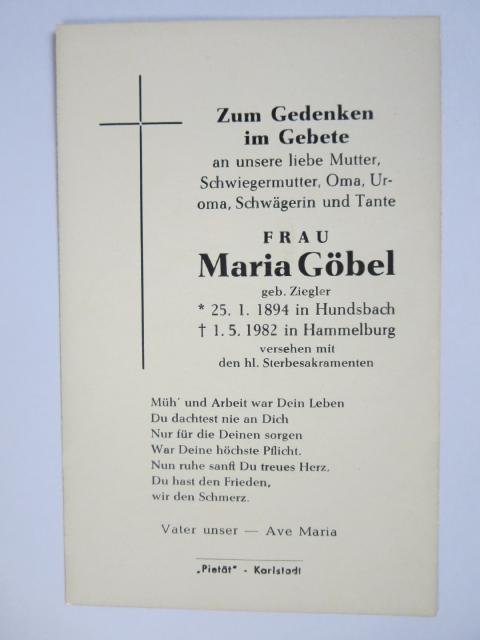 Zum Gedenken
im Gebete
an unsere liebe Mutter,
Schwiegermutter, Oma, Ur-
oma, Schwägerin und Tante
FRAU
Maria Göbel
geb. Ziegler
* 25. 1. 1894 in Hundsbach
† 1. 5. 1982 in Hammelburg
versehen mit
den hl. Sterbesakramenten
Müh' und Arbeit war Dein Leben
Du dachtest nie an Dich
Nur für die Deinen sorgen
War Deine höchste Pflicht.
Nun ruhe sanft Du treues Herz,
Du hast den Frieden,
wir den Schmerz.
Vater unser — Ave Maria
„Pietät" - Karlstadt